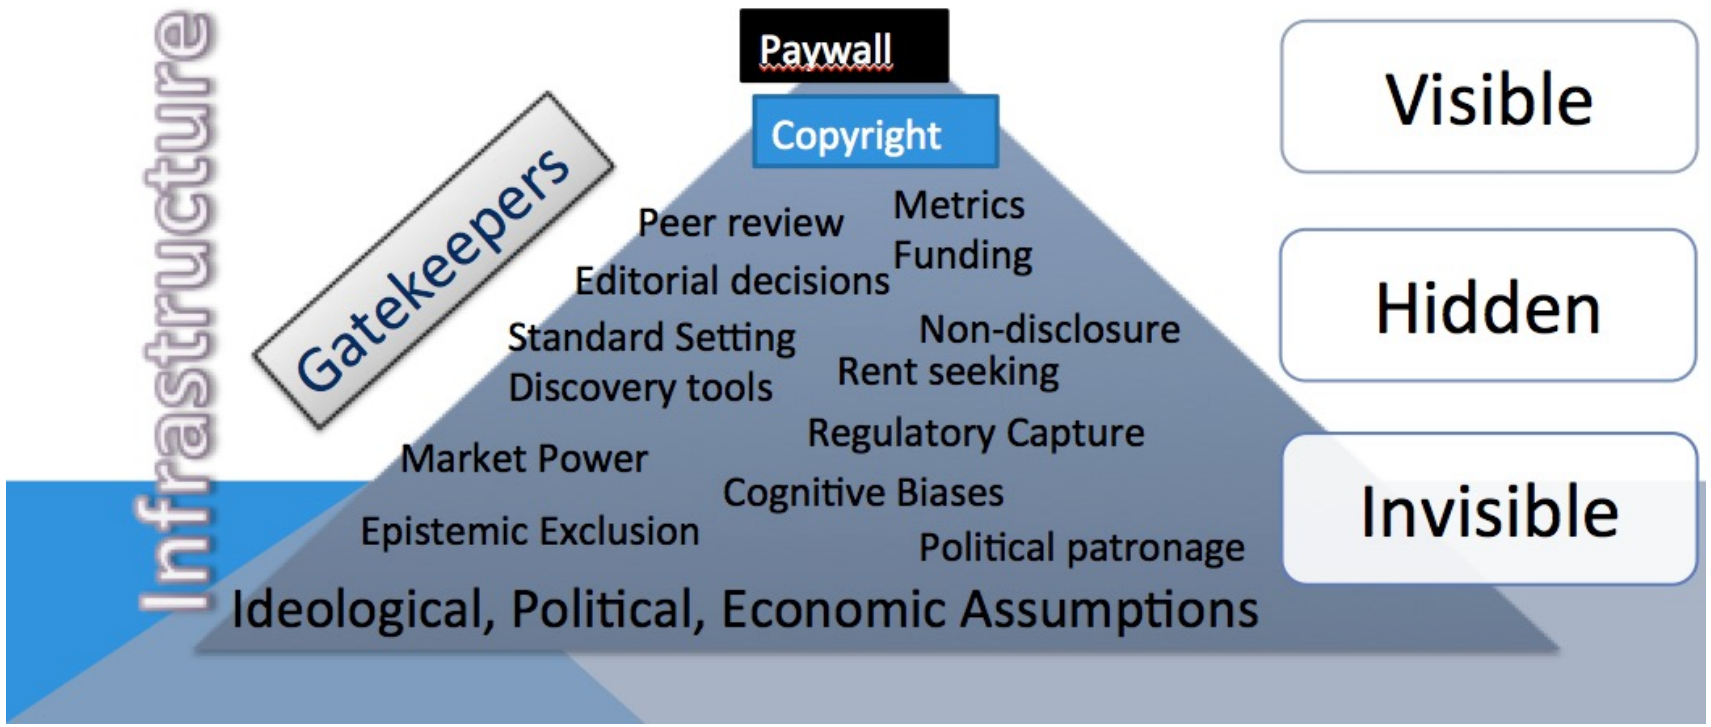 Infrastructure
Gatekeepers
Paywall
Copyright
Peer review
Metrics
Funding
Editorial decisions
Standard Setting
Non-disclosure
Discovery tools
Rent seeking
Regulatory Capture
Market Power
Cognitive Biases
Epistemic Exclusion
Political patronage
Ideological, Political, Economic Assumptions
Visible
Hidden
Invisible